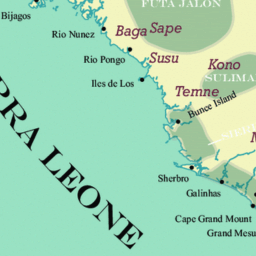 FUTA JALON
Bijagos
Rio Nunez
Baga
Sape
Rio Pongo
Susu
Kono
SULIMA
Iles de Los
Temne
Bunce Island
RRA LEONE
Sherbro
Galinhas
Cape Grand Mount
Grand Mesu